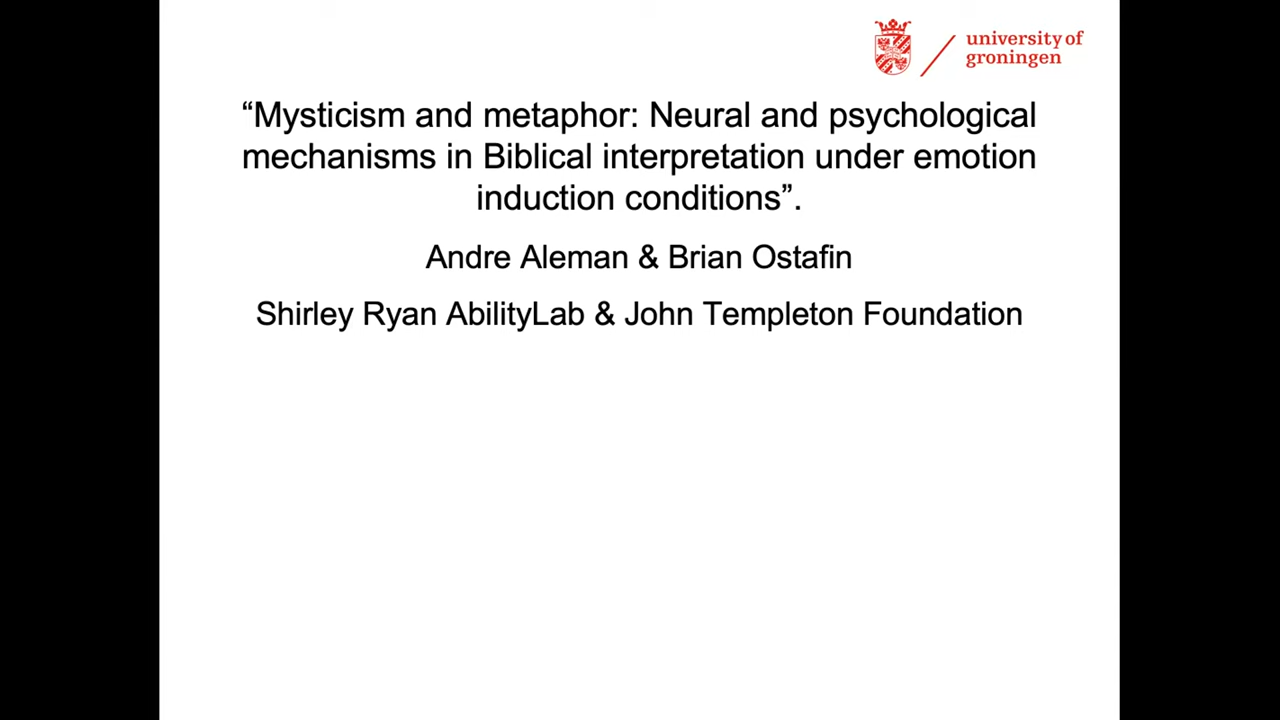 university of
groningen
“Mysticism and metaphor: Neural and psychological
mechanisms in Biblical interpretation under emotion
induction conditions”.
Andre Aleman & Brian Ostafin
Shirley Ryan AbilityLab & John Templeton Foundation